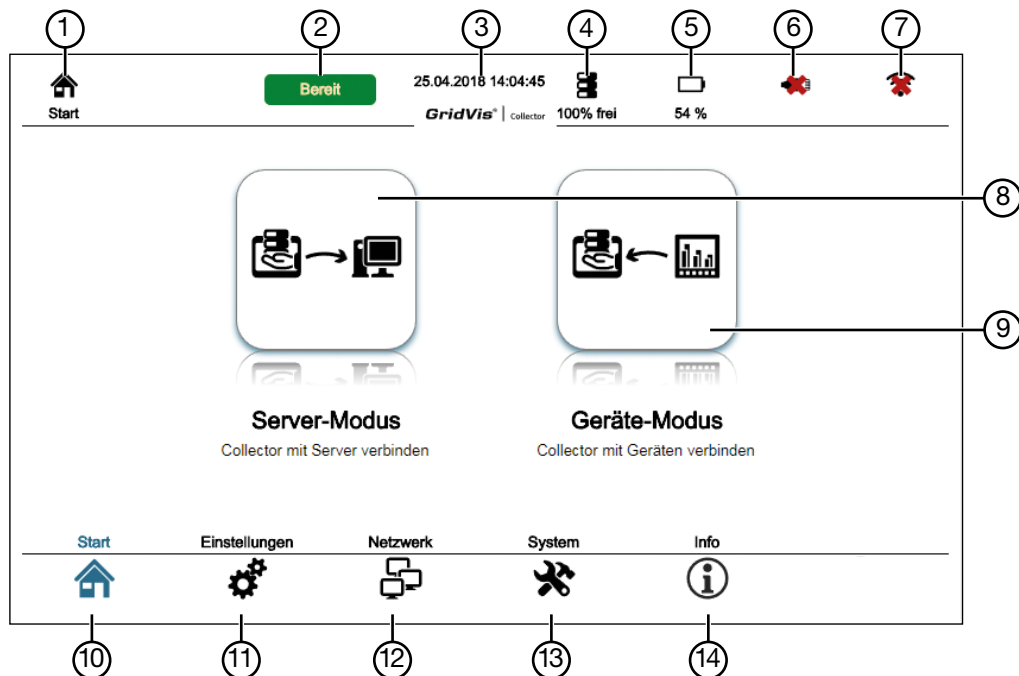 1 2 3 4 5 6 7
Bereit 25.04.2018 14:04:45
Start GridVis® | Collector 100% frei 54 %
8
9
Server-Modus Geräte-Modus
Collector mit Server verbinden Collector mit Geräten verbinden
Start Einstellungen Netzwerk System Info
10 11 12 13 14